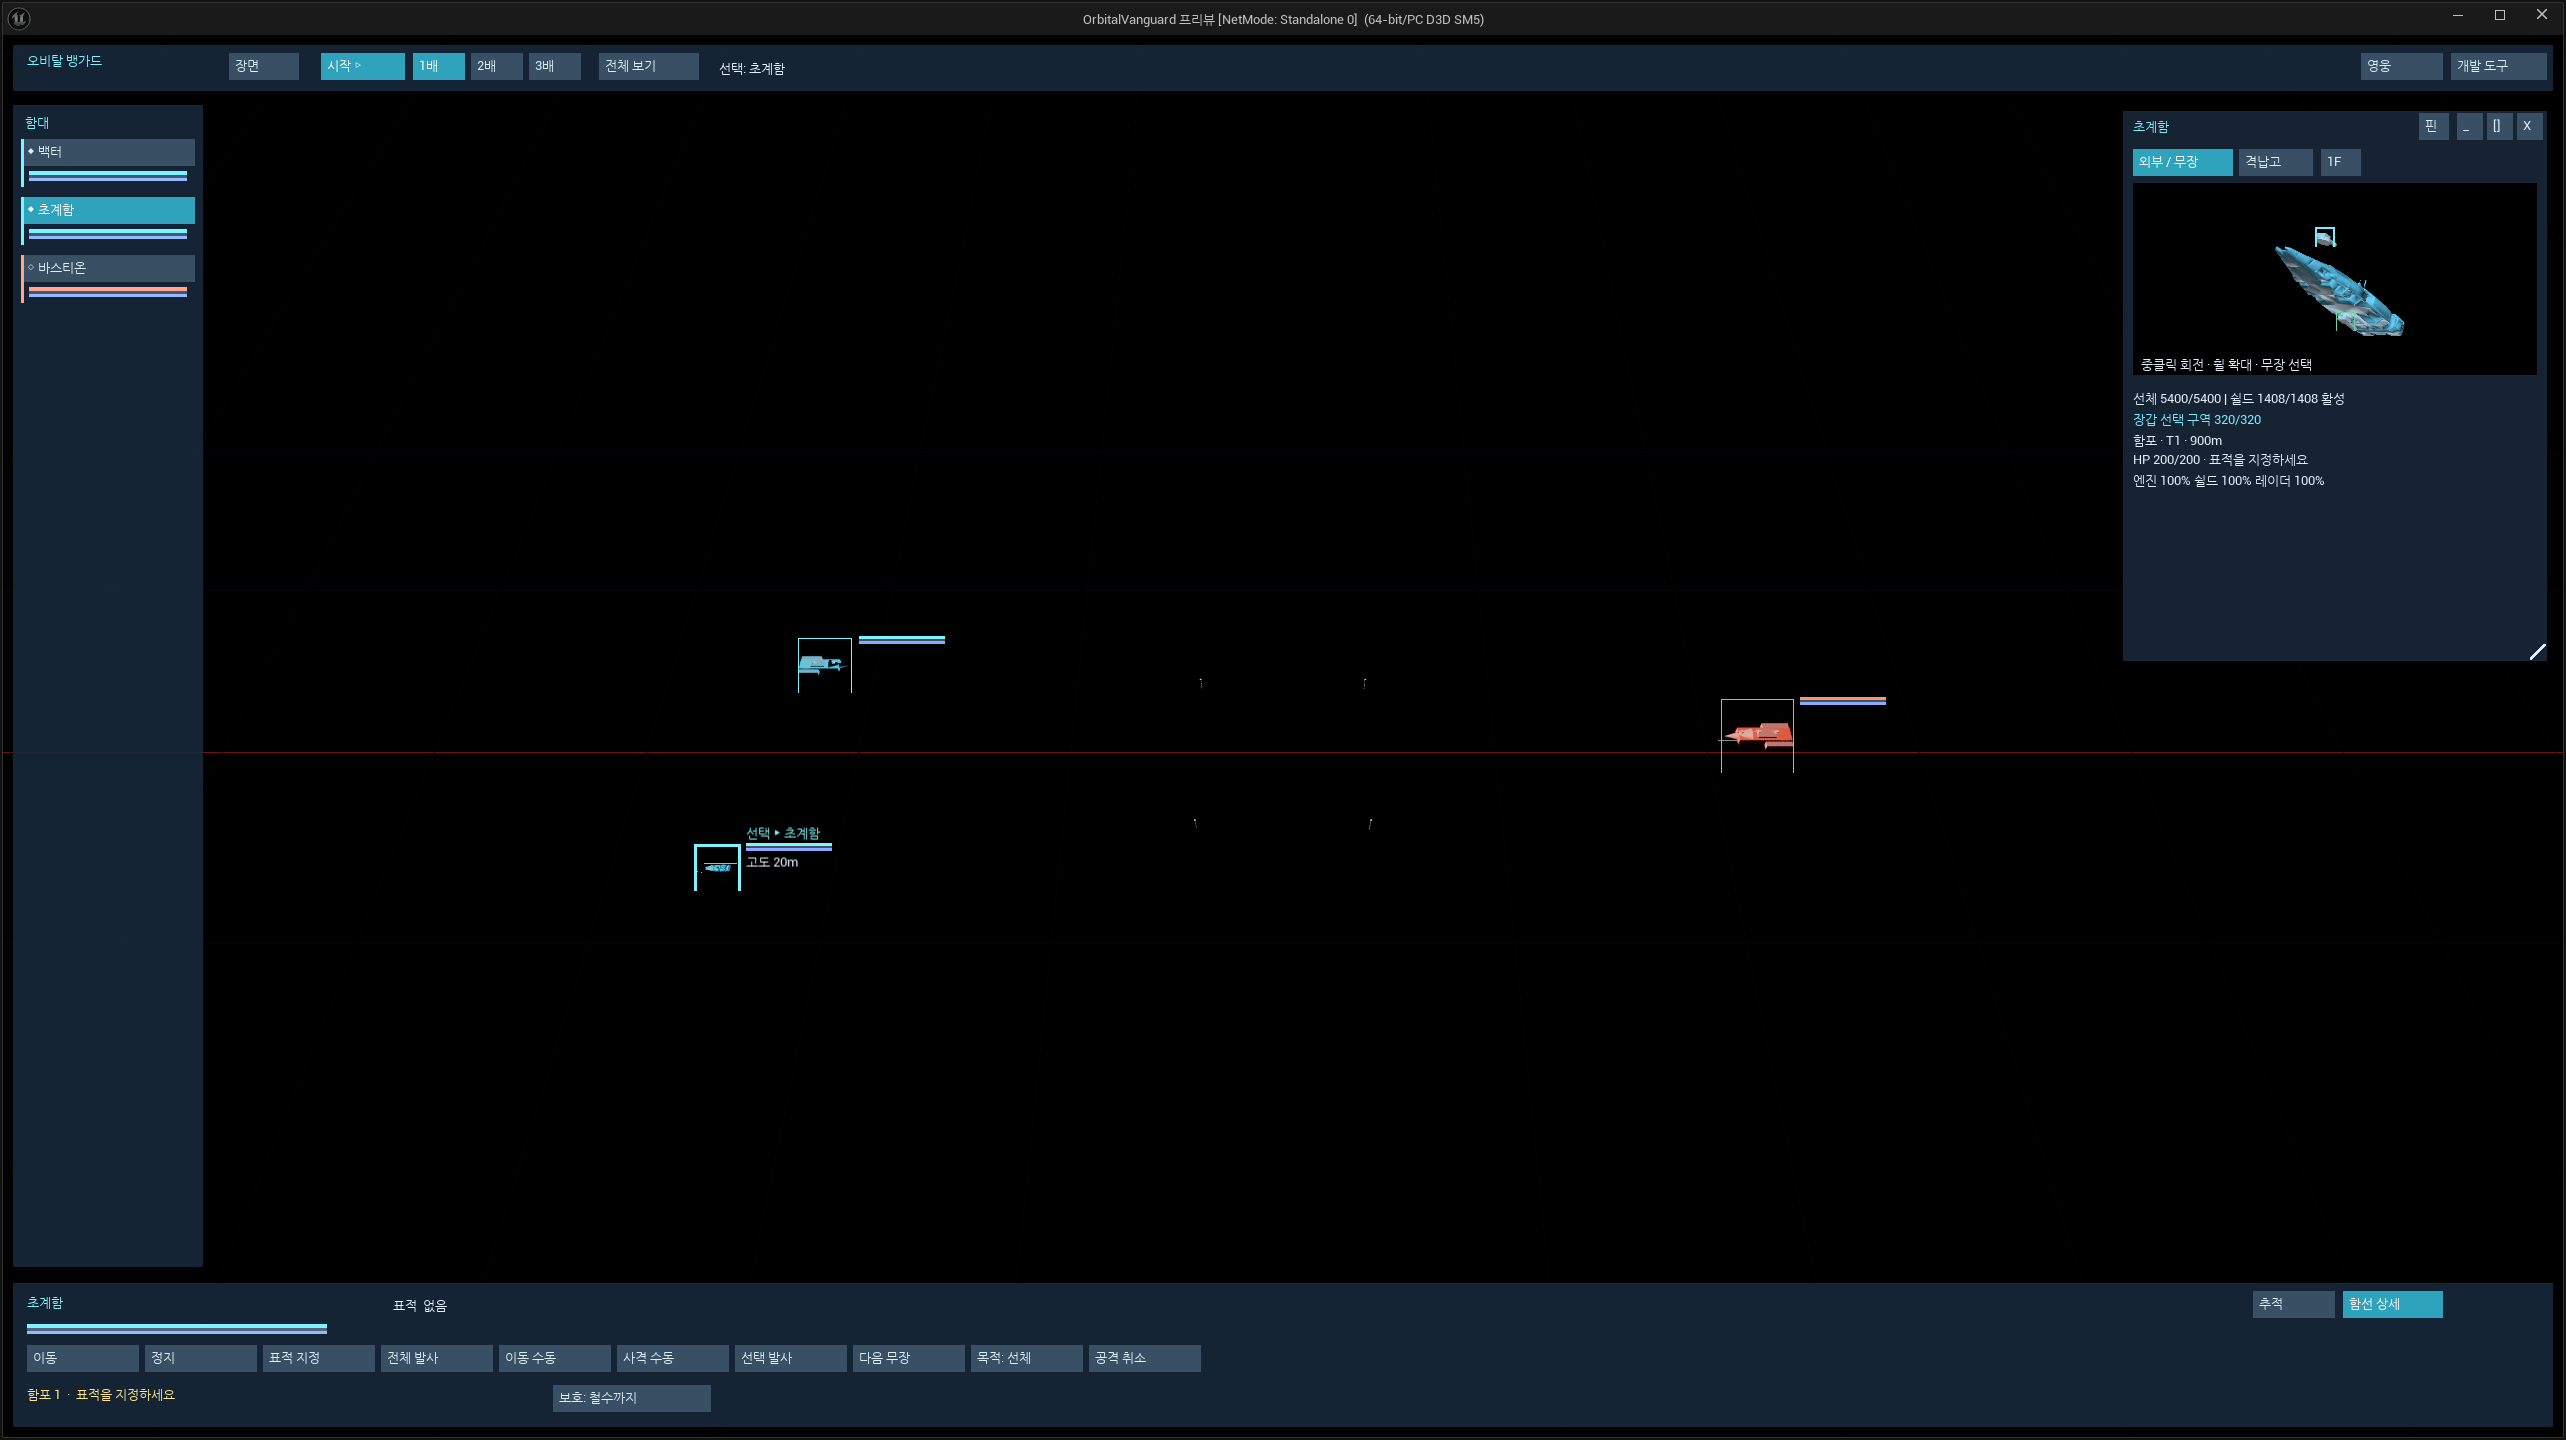 OrbitalVanguard 프리뷰 [NetMode: Standalone 0]  (64-bit/PC D3D SM5)
오비탈 뱅가드
장면
시작 ▷
1배
2배
3배
전체 보기
선택: 초계함
영웅
개발 도구
함대
◆ 백터
◆ 초계함
◇ 바스티온
초계함
핀
_
[]
X
외부 / 무장
격납고
1F
중클릭 회전 · 휠 확대 · 무장 선택
선체 5400/5400 | 쉴드 1408/1408 활성
장갑 선택 구역 320/320
함포 · T1 · 900m
HP 200/200 · 표적을 지정하세요
엔진 100% 쉴드 100% 레이더 100%
선택 ▶ 초계함
고도 20m
초계함
표적  없음
추적
함선 상세
이동
정지
표적 지정
전체 발사
이동 수동
사격 수동
선택 발사
다음 무장
목적: 선체
공격 취소
함포 1  ·  표적을 지정하세요
보호: 철수까지